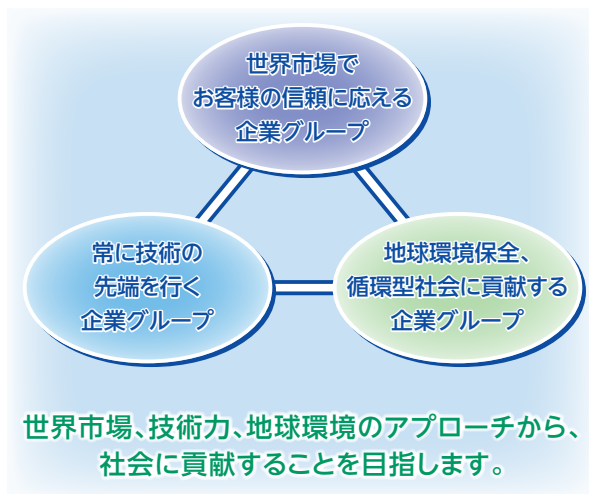 世界市場で
お客様の信頼に応える
企業グループ
常に技術の
先端を行く
企業グループ
地球環境保全、
循環型社会に貢献する
企業グループ
世界市場、技術力、地球環境のアプローチから、
社会に貢献することを目指します。